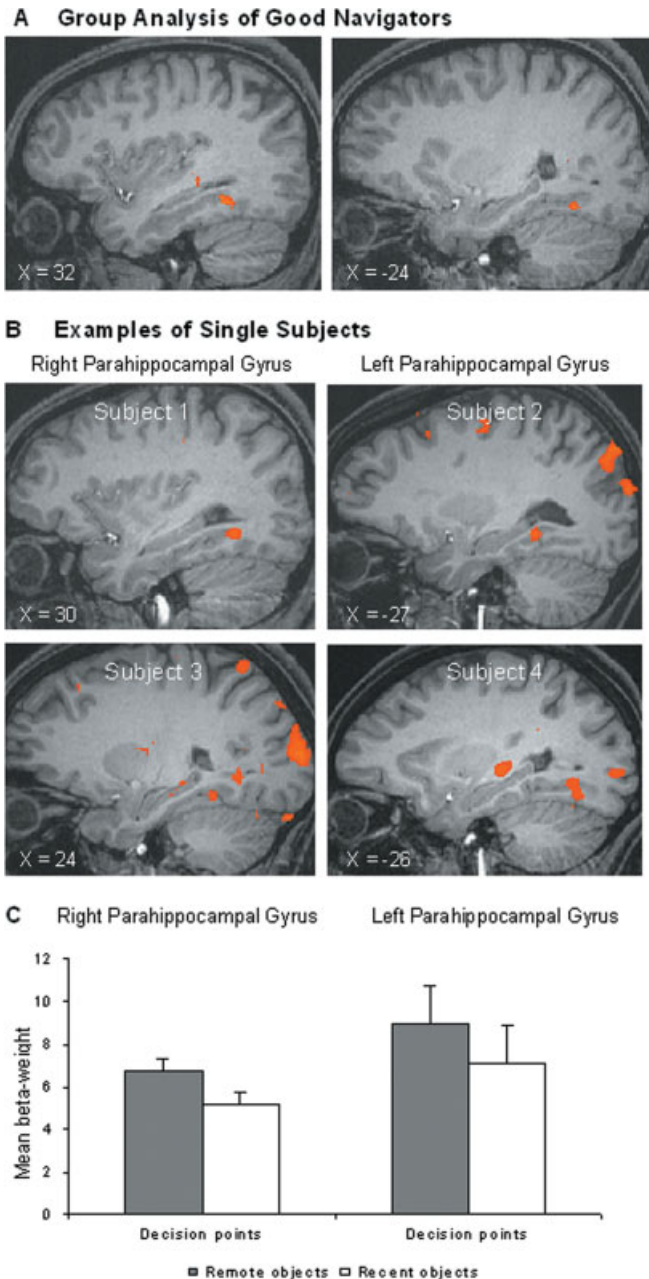 A Group Analysis of Good Navigators
X = 32
X = -24
B Examples of Single Subjects
Right Parahippocampal Gyrus
Left Parahippocampal Gyrus
Subject 1
X = 30
Subject 2
X = -27
Subject 3
X = 24
Subject 4
X = -26
C Right Parahippocampal Gyrus
Left Parahippocampal Gyrus
Mean beta-weight
12
10
8
6
4
2
0
Decision points
Decision points
Remote objects
Recent objects